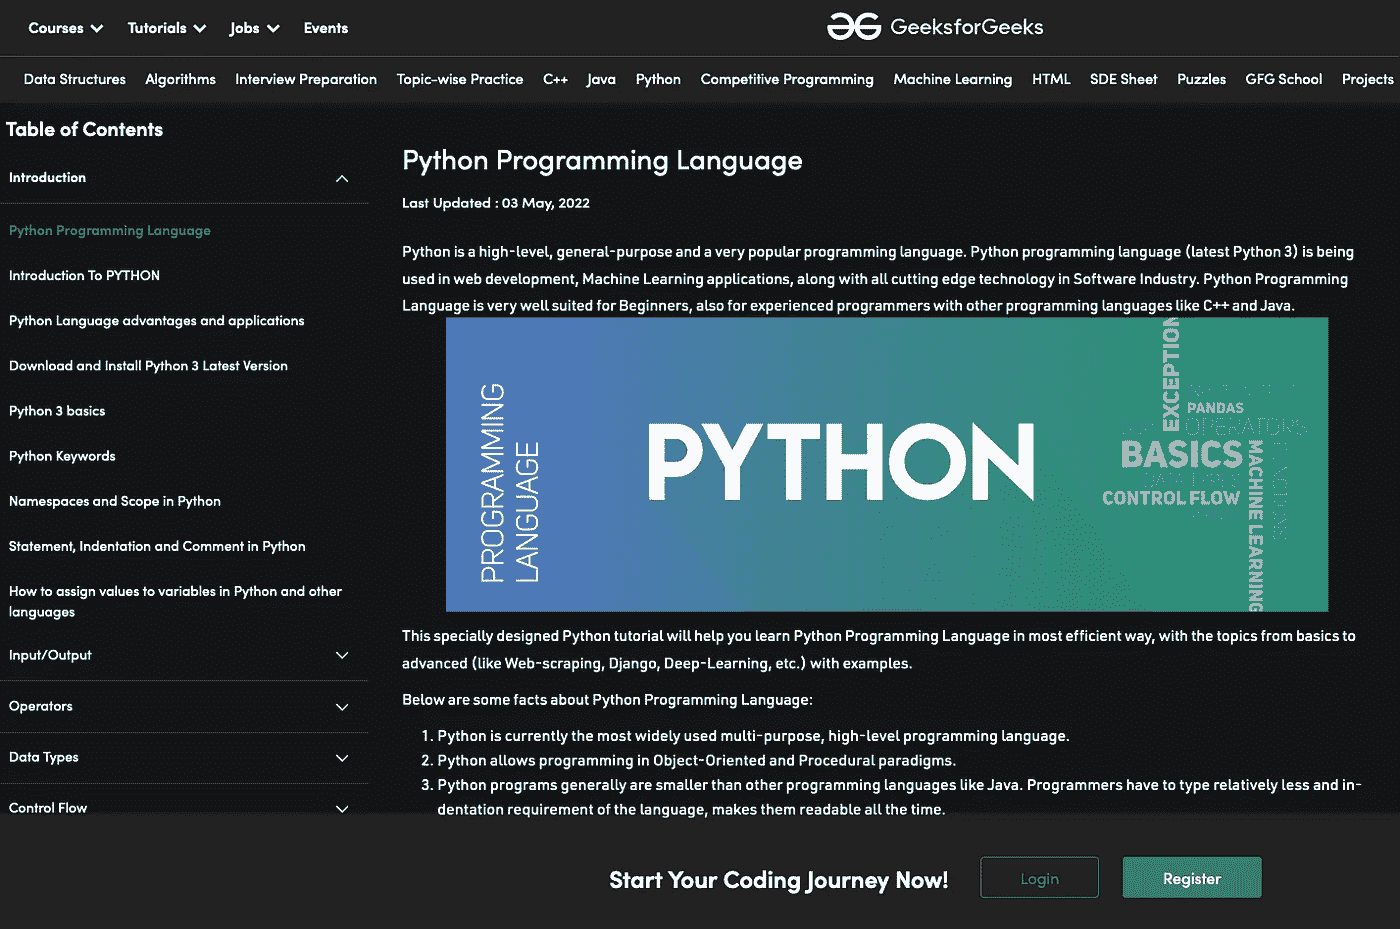 Courses Tutorials Jobs Events
GeeksforGeeks
Data Structures Algorithms Interview Preparation Topic-wise Practice C++ Java Python Competitive Programming Machine Learning HTML SDE Sheet Puzzles GFG School Projects
Table of Contents
Introduction
Python Programming Language
Introduction To PYTHON
Python Language advantages and applications
Download and Install Python 3 Latest Version
Python 3 basics
Python Keywords
Namespaces and Scope in Python
Statement, Indentation and Comment in Python
How to assign values to variables in Python and other
languages
Input/Output
Operators
Data Types
Control Flow
Python Programming Language
Last Updated : 03 May, 2022
Python is a high-level, general-purpose and a very popular programming language. Python programming language (latest Python 3) is being
used in web development, Machine Learning applications, along with all cutting edge technology in Software Industry. Python Programming
Language is very well suited for Beginners, also for experienced programmers with other programming languages like C++ and Java.
PROGRAMMING
LANGUAGE
PYTHON
EXCEPTION
PANDAS
OPERATORS
BASICS
CONTROL FLOW
MACHINE LEARNING
This specially designed Python tutorial will help you learn Python Programming Language in most efficient way, with the topics from basics to
advanced (like Web-scraping, Django, Deep-Learning, etc.) with examples.
Below are some facts about Python Programming Language:
1. Python is currently the most widely used multi-purpose, high-level programming language.
2. Python allows programming in Object-Oriented and Procedural paradigms.
3. Python programs generally are smaller than other programming languages like Java. Programmers have to type relatively less and in-
dentation requirement of the language, makes them readable all the time.
Start Your Coding Journey Now!
Login
Register